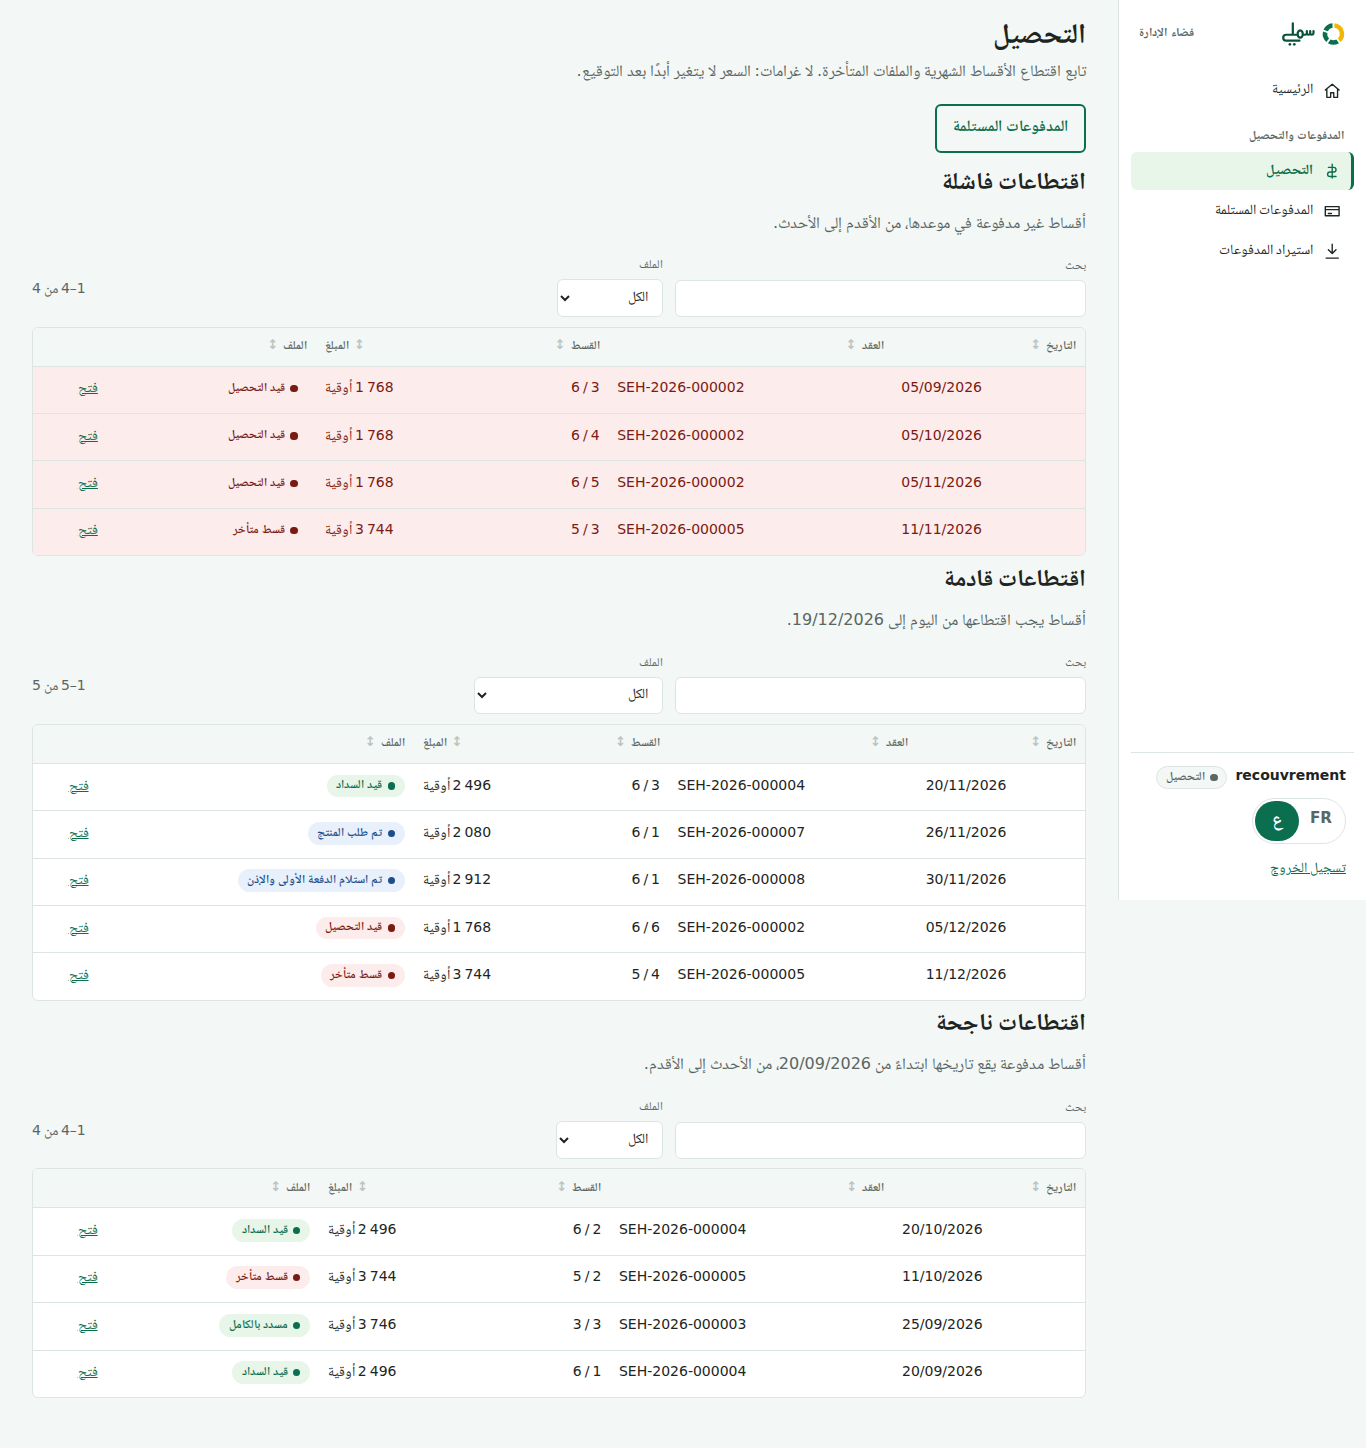 سهلي
فضاء الإدارة
الرئيسية
المدفوعات والتحصيل
التحصيل
المدفوعات المستلمة
استيراد المدفوعات
recouvrement التحصيل
FR ع
تسجيل الخروج
التحصيل
تابع اقتطاع الأقساط الشهرية والملفات المتأخرة. لا غرامات: السعر لا يتغير أبدًا بعد التوقيع.
المدفوعات المستلمة
اقتطاعات فاشلة
أقساط غير مدفوعة في موعدها، من الأقدم إلى الأحدث.
بحث الملف
الكل 1–4 من 4
التاريخ العقد القسط المبلغ الملف
05/09/2026 SEH-2026-000002 3 / 6 1 768 أوقية قيد التحصيل فتح
05/10/2026 SEH-2026-000002 4 / 6 1 768 أوقية قيد التحصيل فتح
05/11/2026 SEH-2026-000002 5 / 6 1 768 أوقية قيد التحصيل فتح
11/11/2026 SEH-2026-000005 3 / 5 3 744 أوقية قسط متأخر فتح
اقتطاعات قادمة
أقساط يجب اقتطاعها من اليوم إلى 19/12/2026.
بحث الملف
الكل 1–5 من 5
التاريخ العقد القسط المبلغ الملف
20/11/2026 SEH-2026-000004 3 / 6 2 496 أوقية قيد السداد فتح
26/11/2026 SEH-2026-000007 1 / 6 2 080 أوقية تم طلب المنتج فتح
30/11/2026 SEH-2026-000008 1 / 6 2 912 أوقية تم استلام الدفعة الأولى والإذن فتح
05/12/2026 SEH-2026-000002 6 / 6 1 768 أوقية قيد التحصيل فتح
11/12/2026 SEH-2026-000005 4 / 5 3 744 أوقية قسط متأخر فتح
اقتطاعات ناجحة
أقساط مدفوعة يقع تاريخها ابتداءً من 20/09/2026، من الأحدث إلى الأقدم.
بحث الملف
الكل 1–4 من 4
التاريخ العقد القسط المبلغ الملف
20/10/2026 SEH-2026-000004 2 / 6 2 496 أوقية قيد السداد فتح
11/10/2026 SEH-2026-000005 2 / 5 3 744 أوقية قسط متأخر فتح
25/09/2026 SEH-2026-000003 3 / 3 3 746 أوقية مسدد بالكامل فتح
20/09/2026 SEH-2026-000004 1 / 6 2 496 أوقية قيد السداد فتح